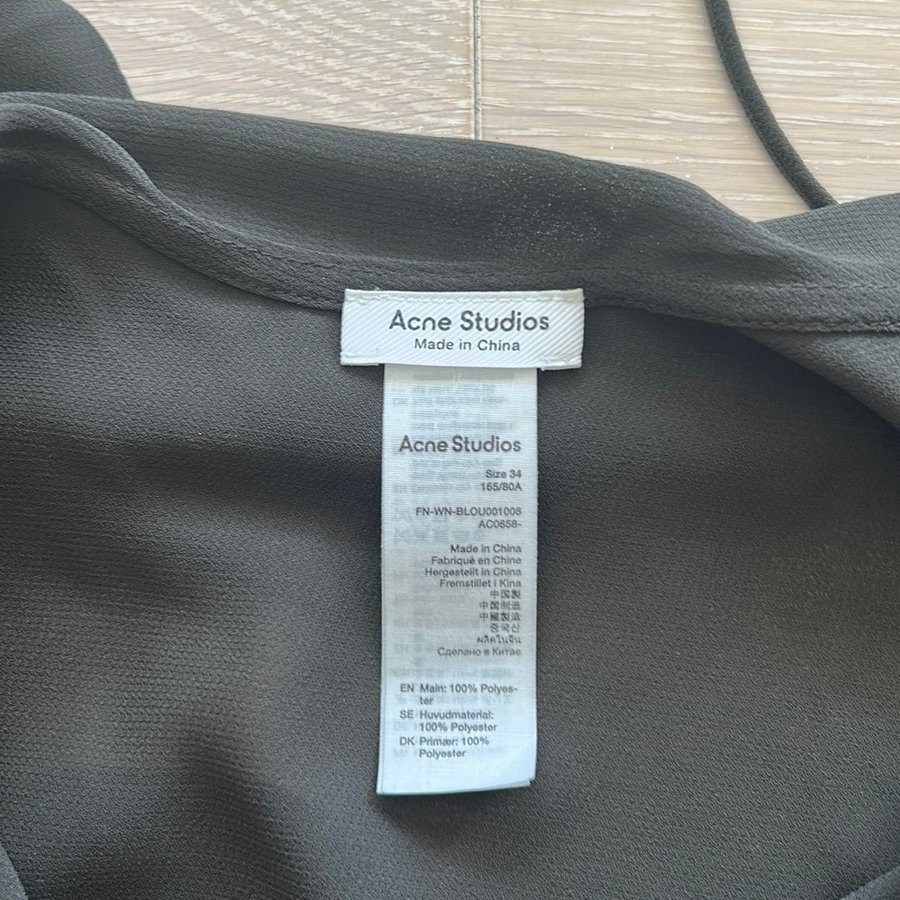 Acne Studios
Made in China
Acne Studios
Size 34
165/80A
FN-WN-BLOU001008
AC0658-
Made in China
Fabriqué en Chine
Hergestellt in China
Fremstillet i Kina
中国製
中国制造
中國製造
중국산
ผลิตในจีน
Сделано в Китае
EN Main: 100% Polyes-
ter
SE Huvudmaterial:
100% Polyester
DK Primær: 100%
Polyester